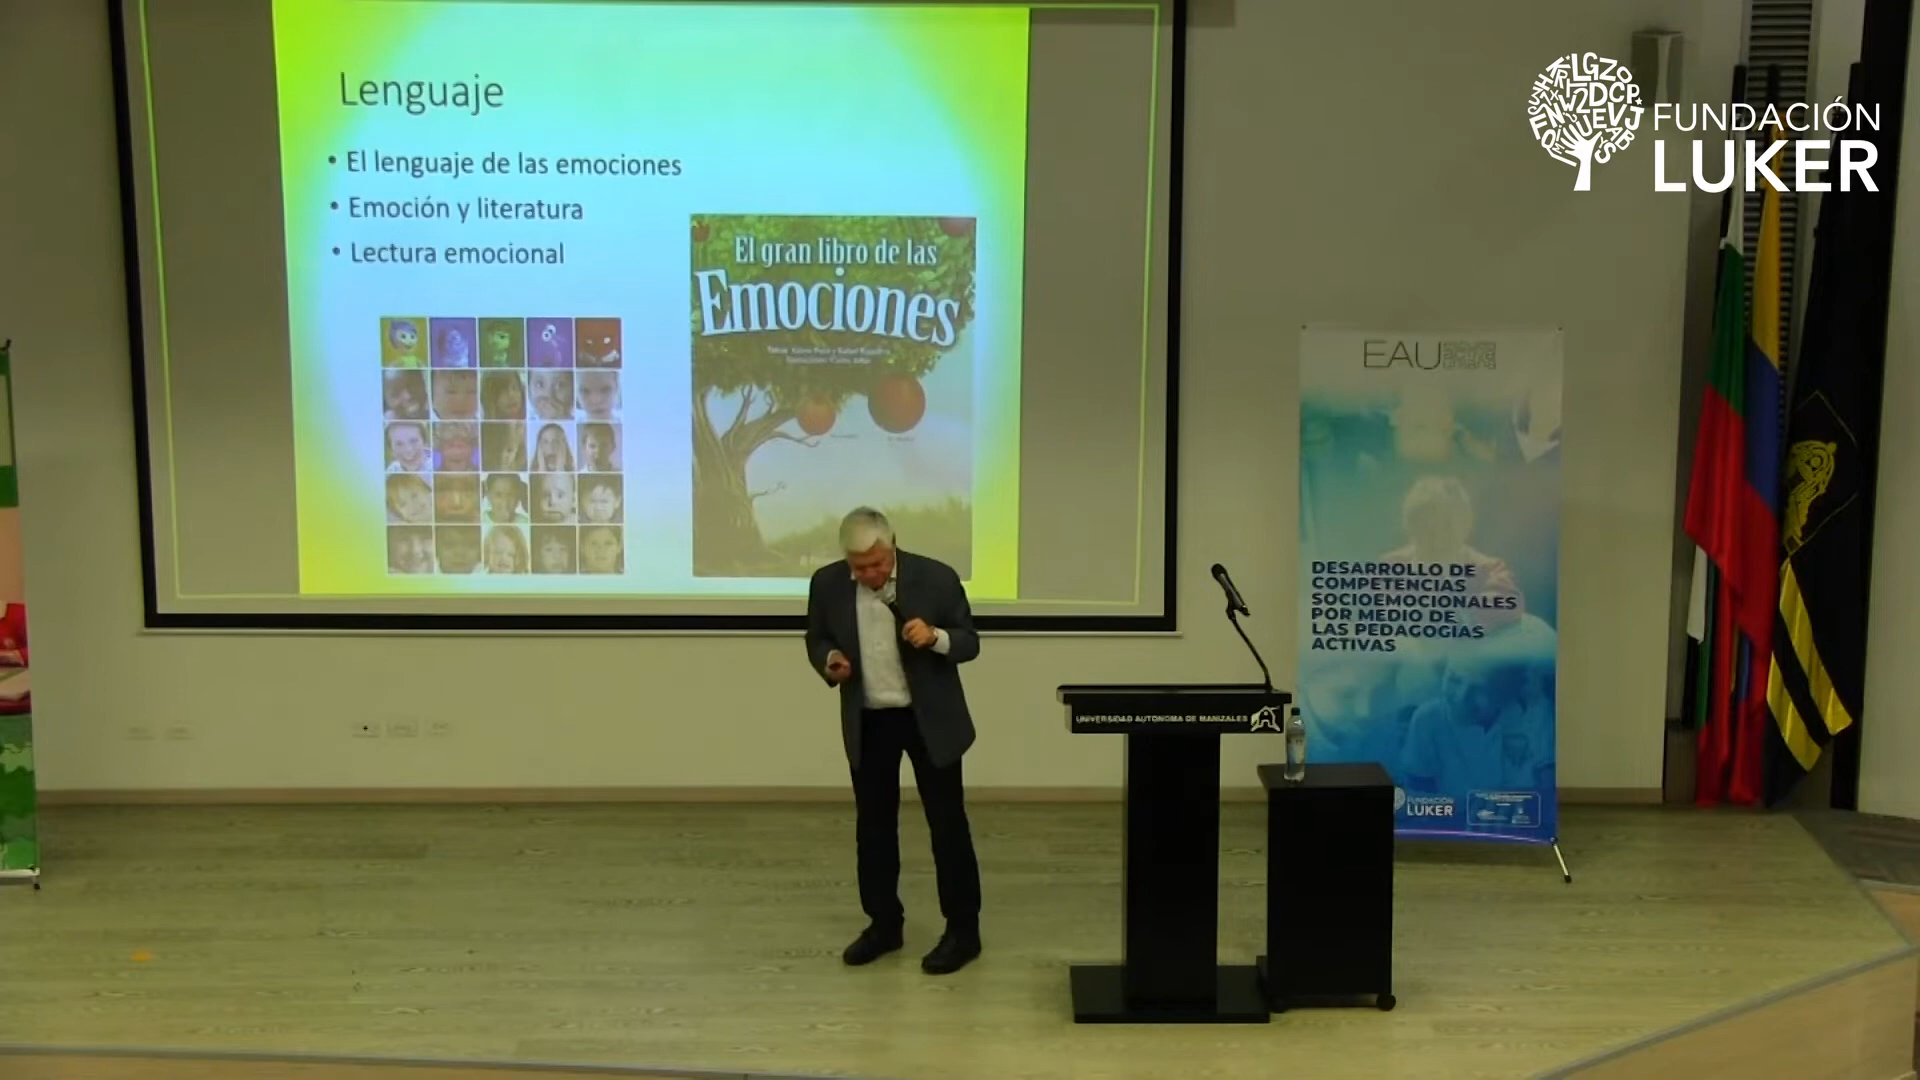 Lenguaje
• El lenguaje de las emociones
• Emoción y literatura
• Lectura emocional
El gran libro de las
Emociones
FUNDACIÓN
LUKER
EAU
DESARROLLO DE
COMPETENCIAS
SOCIOEMOCIONALES
POR MEDIO DE
LAS PEDAGOGÍAS
ACTIVAS
UNIVERSIDAD AUTÓNOMA DE MANIZALES
FUNDACIÓN
LUKER